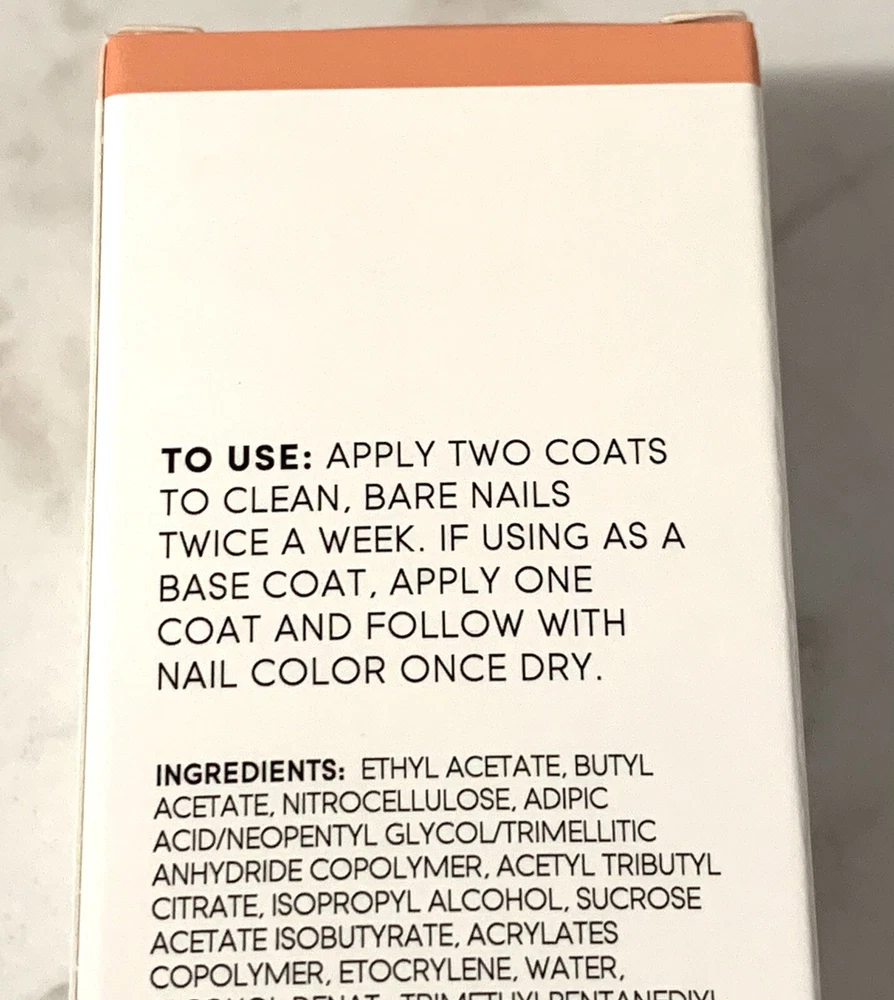 TO USE: APPLY TWO COATS
TO CLEAN, BARE NAILS
TWICE A WEEK. IF USING AS A
BASE COAT, APPLY ONE
COAT AND FOLLOW WITH
NAIL COLOR ONCE DRY.
INGREDIENTS: ETHYL ACETATE, BUTYL
ACETATE, NITROCELLULOSE, ADIPIC
ACID/NEOPENTYL GLYCOL/TRIMELLITIC
ANHYDRIDE COPOLYMER, ACETYL TRIBUTYL
CITRATE, ISOPROPYL ALCOHOL, SUCROSE
ACETATE ISOBUTYRATE, ACRYLATES
COPOLYMER, ETOCRYLENE, WATER,